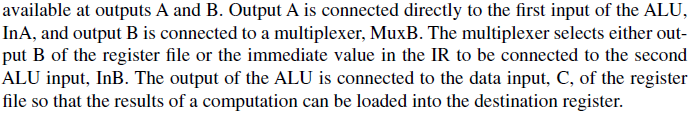 available at outputs A and B. Output A is connected directly to the first input of the ALU,
InA, and output B is connected to a multiplexer, MuxB. The multiplexer selects either out-
put B of the register file or the immediate value in the IR to be connected to the second
ALU input, InB. The output of the ALU is connected to the data input, C, of the register
file so that the results of a computation can be loaded into the destination register.